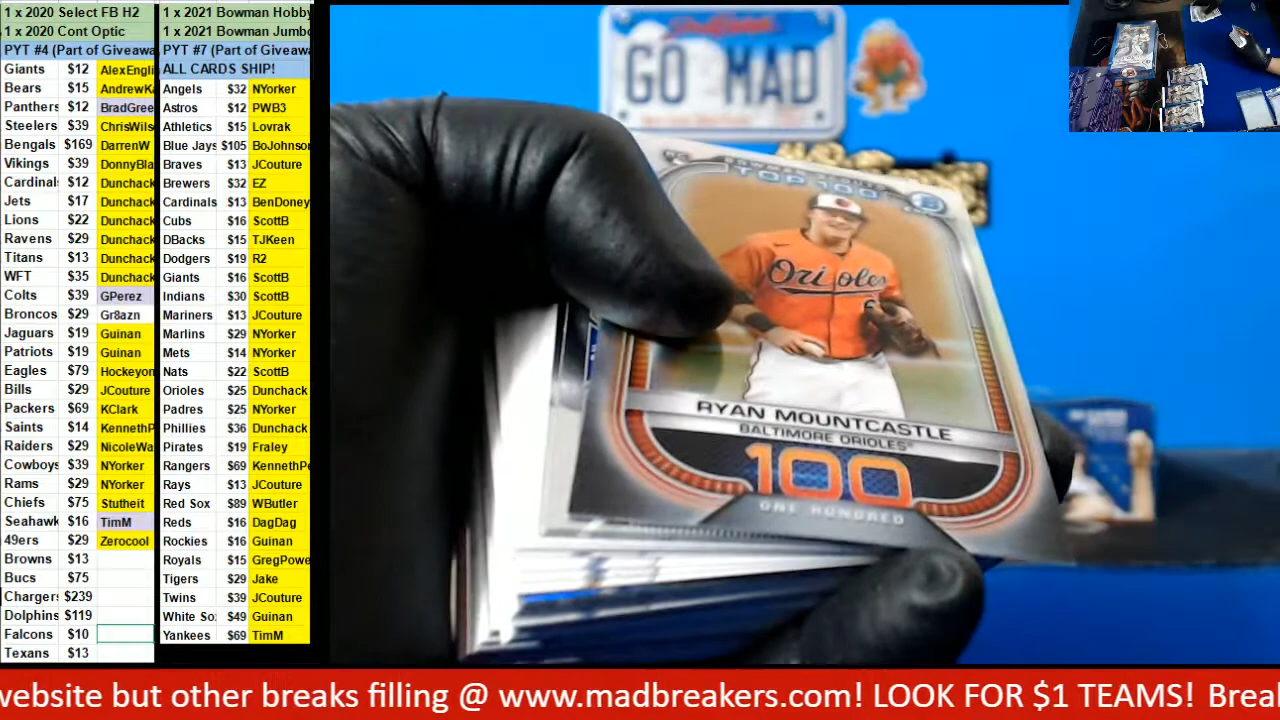 1 x 2020 Select FB H2
1 x 2020 Cont Optic
PYT #4 (Part of Giveawa
Giants $12 AlexEngli
Bears $15 AndrewKa
Panthers $12 BradGree
Steelers $39 ChrisWils
Bengals $169 DarrenW
Vikings $39 DonnyBla
Cardinals $12 Dunchack
Jets $17 Dunchack
Lions $22 Dunchack
Ravens $29 Dunchack
Titans $13 Dunchack
WFT $35 Dunchack
Colts $39 GPerez
Broncos $29 Gr8azn
Jaguars $19 Guinan
Patriots $19 Guinan
Eagles $79 Hockeyon
Bills $29 JCouture
Packers $69 KClark
Saints $14 KennethP
Raiders $29 NicoleWa
Cowboys $39 NYorker
Rams $29 NYorker
Chiefs $75 Stutheit
Seahawk $16 TimM
49ers $29 Zerocool
Browns $13
Bucs $75
Chargers $239
Dolphins $119
Falcons $10
Texans $13
1 x 2021 Bowman Hobby
1 x 2021 Bowman Jumbo
PYT #7 (Part of Giveawa
ALL CARDS SHIP!
Angels $32 NYorker
Astros $12 PWB3
Athletics $15 Lovrak
Blue Jays $105 BoJohnson
Braves $13 JCouture
Brewers $32 EZ
Cardinals $13 BenDoney
Cubs $16 ScottB
DBacks $15 TJKeen
Dodgers $19 R2
Giants $16 ScottB
Indians $30 ScottB
Mariners $13 JCouture
Marlins $29 NYorker
Mets $14 NYorker
Nats $22 ScottB
Orioles $25 Dunchack
Padres $25 NYorker
Phillies $36 Dunchack
Pirates $19 Fraley
Rangers $69 KennethPe
Rays $13 JCouture
Red Sox $89 WButler
Reds $16 DagDag
Rockies $16 Guinan
Royals $15 GregPowe
Tigers $29 Jake
Twins $39 JCouture
White So $49 Guinan
Yankees $69 TimM
GO MAD
TOP 100
Orioles
RYAN MOUNTCASTLE
BALTIMORE ORIOLES
100
ONE HUNDRED
website but other breaks filling @ www.madbreakers.com! LOOK FOR $1 TEAMS! Brea